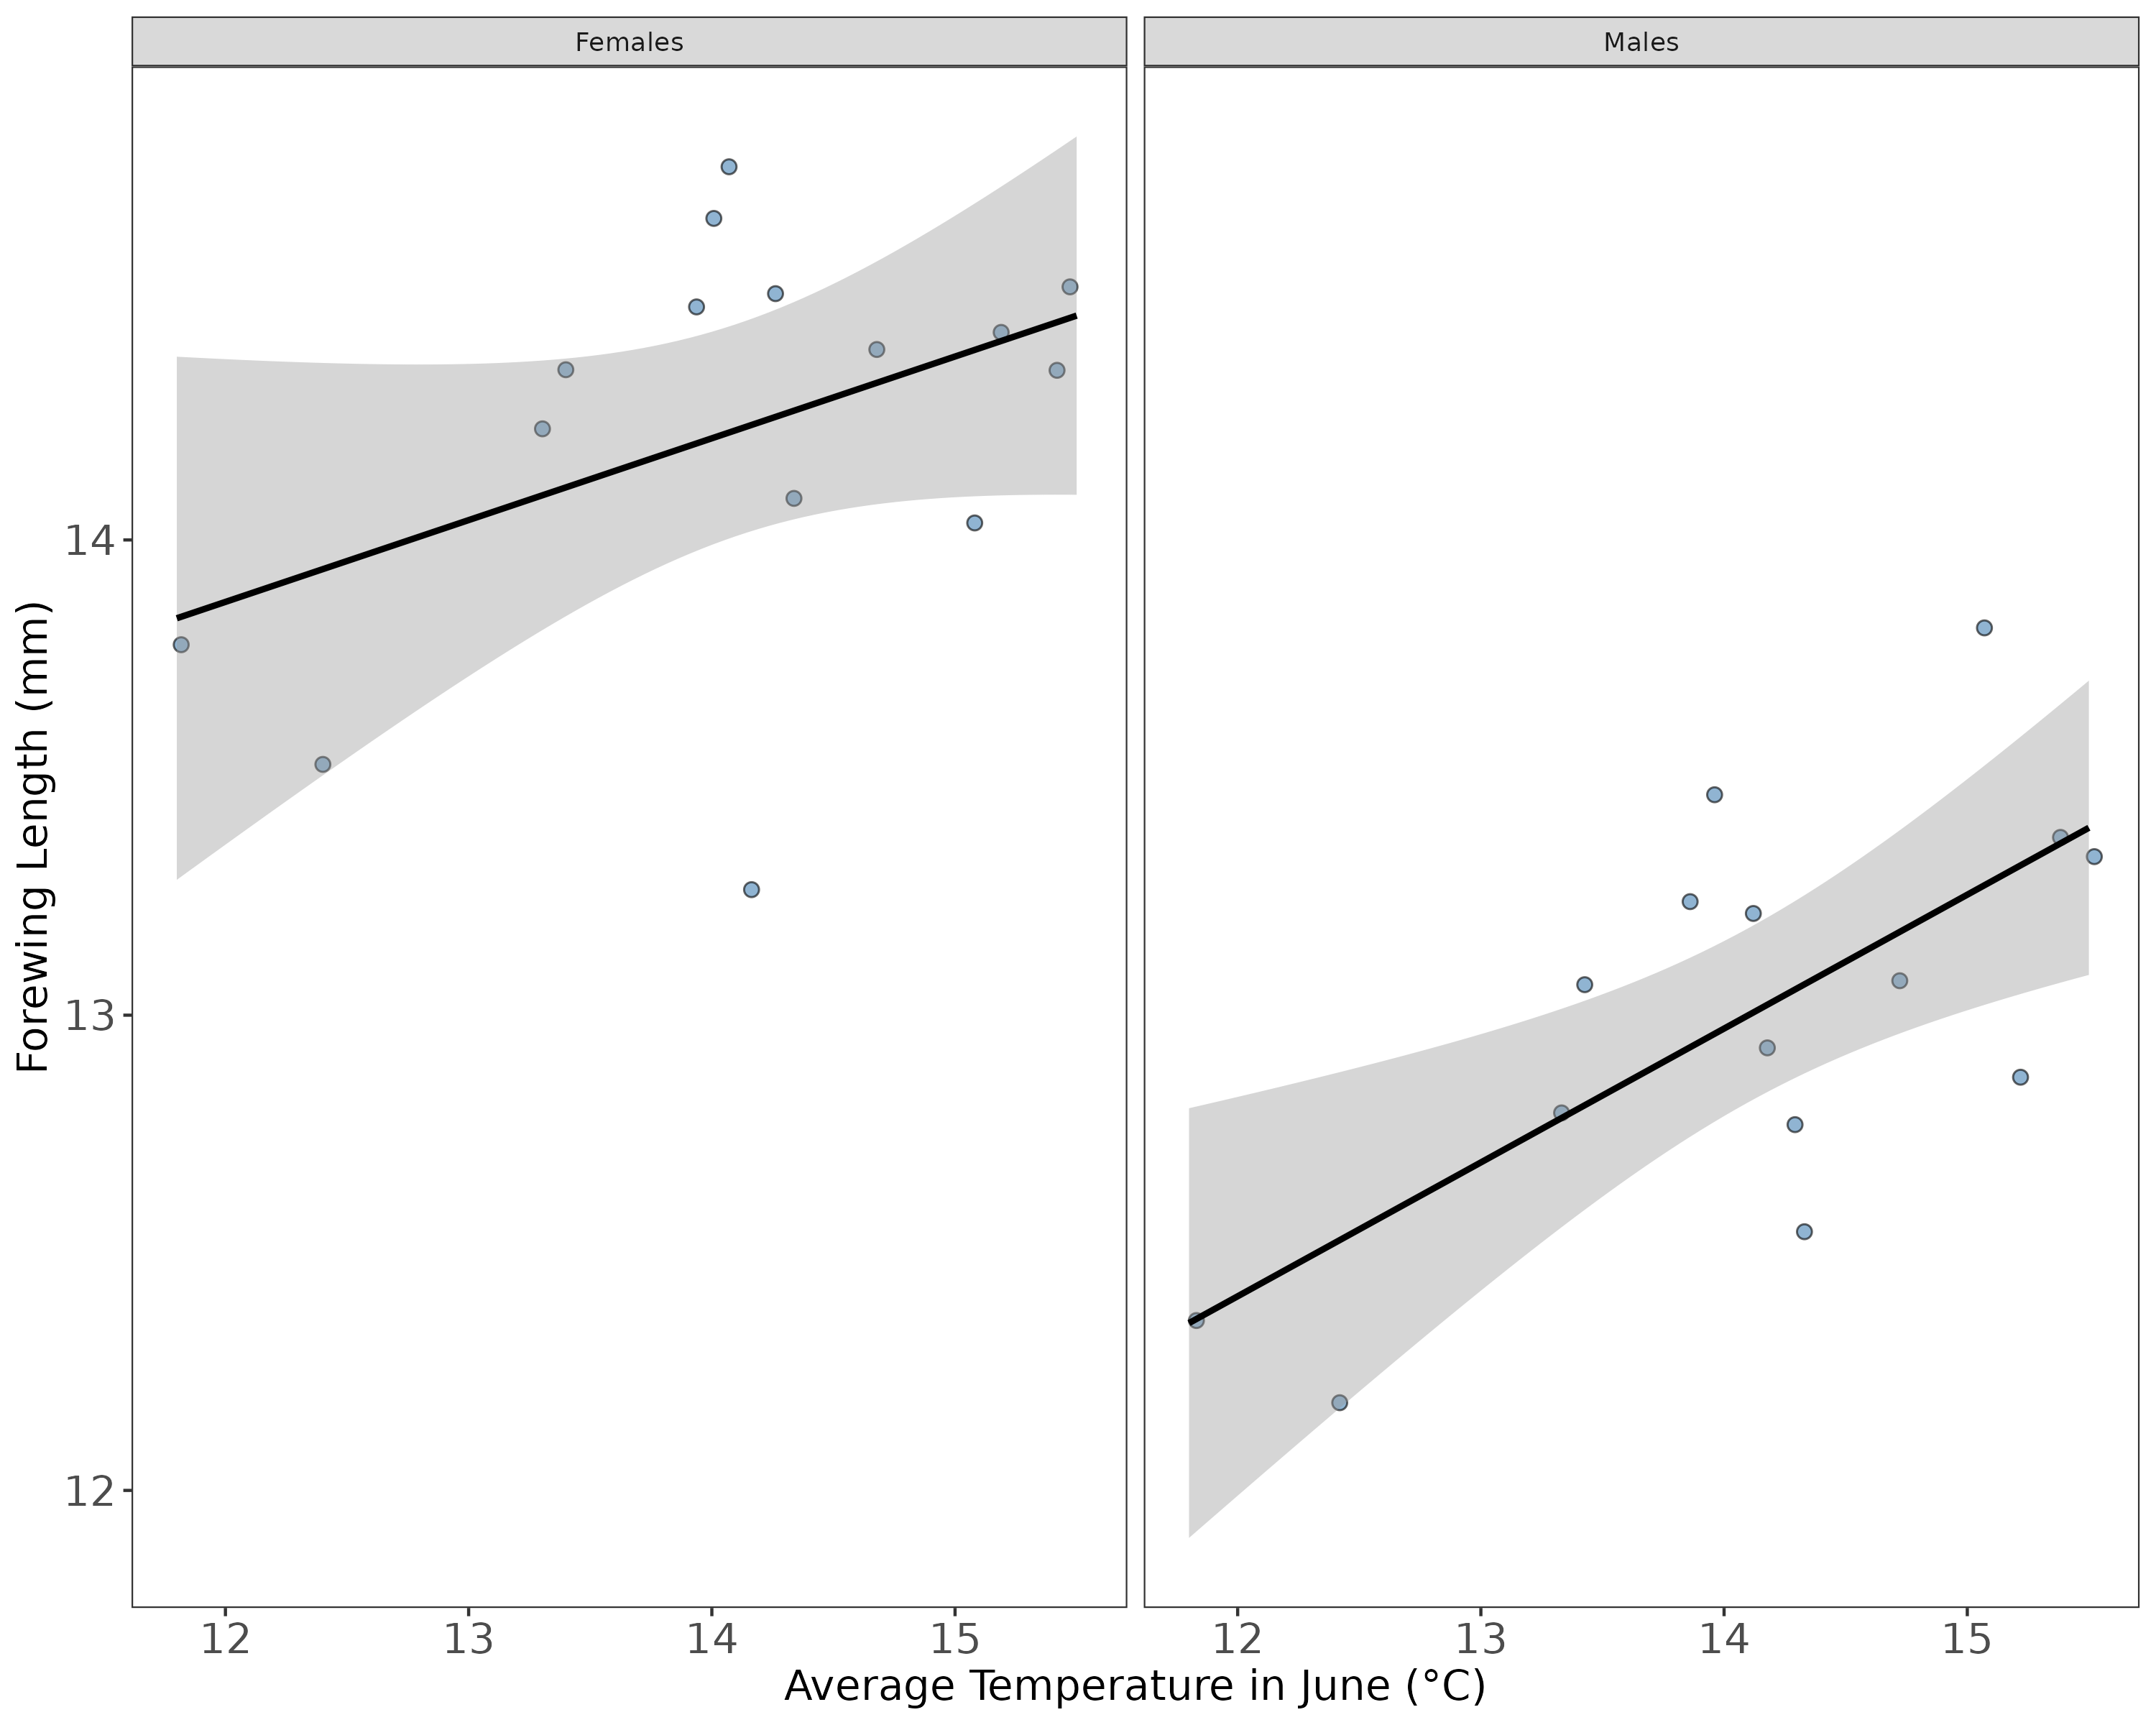 Females
Males
14
13
12
Forewing Length (mm)
12 13 14 15
12 13 14 15
Average Temperature in June (°C)